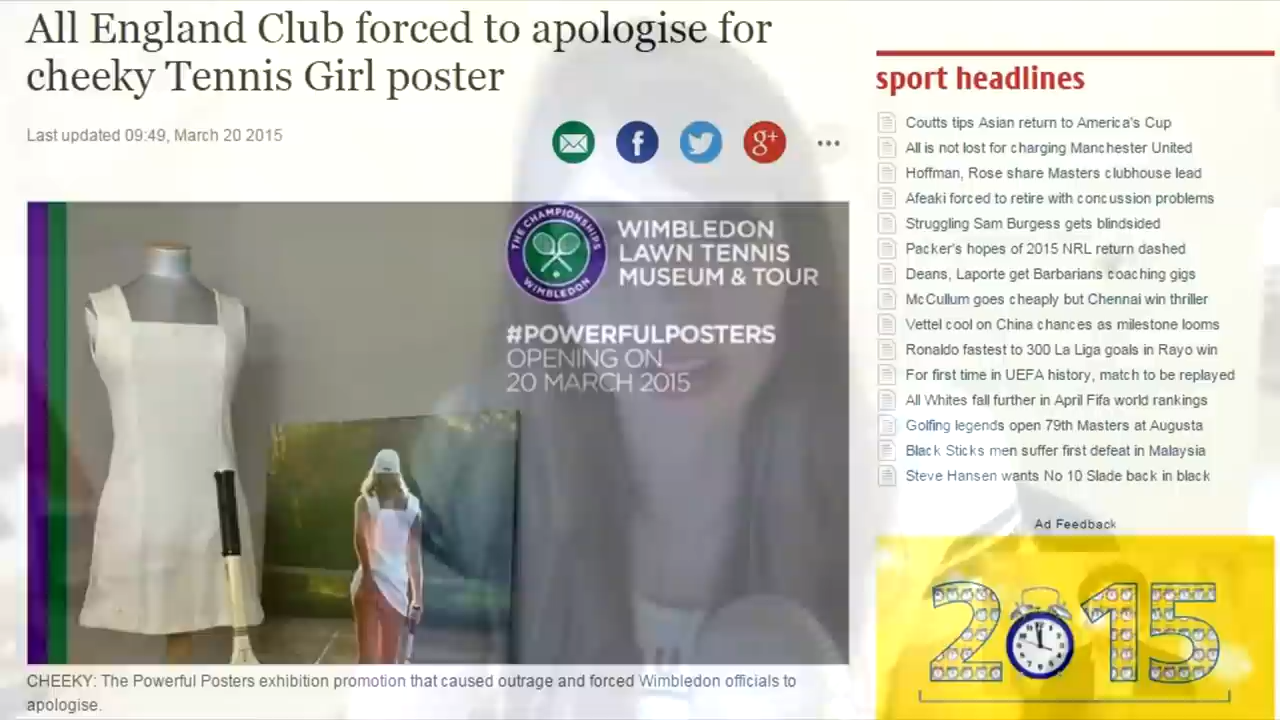 All England Club forced to apologise for
cheeky Tennis Girl poster
Last updated 09:49, March 20 2015
f
g+
THE CHAMPIONSHIPS
WIMBLEDON
WIMBLEDON
LAWN TENNIS
MUSEUM & TOUR
#POWERFULPOSTERS
OPENING ON
20 MARCH 2015
CHEEKY: The Powerful Posters exhibition promotion that caused outrage and forced Wimbledon officials to
apologise.
sport headlines
Coutts tips Asian return to America's Cup
All is not lost for charging Manchester United
Hoffman, Rose share Masters clubhouse lead
Afeaki forced to retire with concussion problems
Struggling Sam Burgess gets blindsided
Packer's hopes of 2015 NRL return dashed
Deans, Laporte get Barbarians coaching gigs
McCullum goes cheaply but Chennai win thriller
Vettel cool on China chances as milestone looms
Ronaldo fastest to 300 La Liga goals in Rayo win
For first time in UEFA history, match to be replayed
All Whites fall further in April Fifa world rankings
Golfing legends open 79th Masters at Augusta
Black Sticks men suffer first defeat in Malaysia
Steve Hansen wants No 10 Slade back in black
Ad Feedback
2015